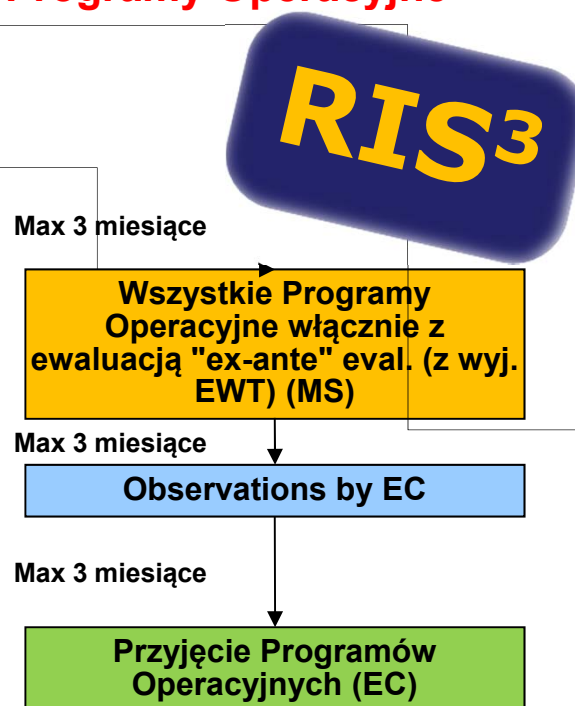 Programy Operacyjne
RIS³
Max 3 miesiące
Wszystkie Programy
Operacyjne włącznie z
ewaluacją "ex-ante" eval. (z wyj.
EWT) (MS)
Max 3 miesiące
Observations by EC
Max 3 miesiące
Przyjęcie Programów
Operacyjnych (EC)